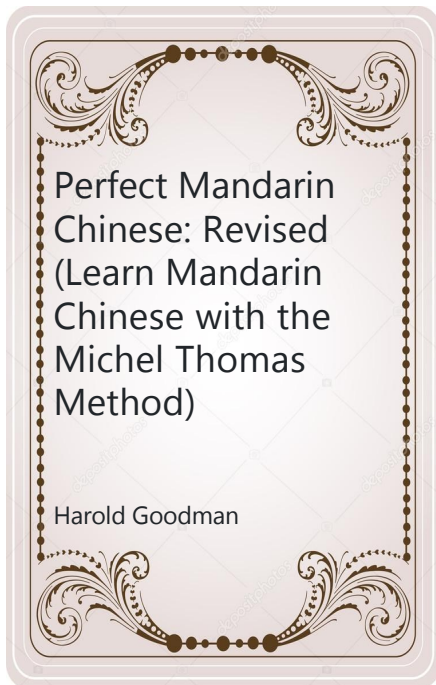 Perfect Mandarin
Chinese: Revised
(Learn Mandarin
Chinese with the
Michel Thomas
Method)
Harold Goodman